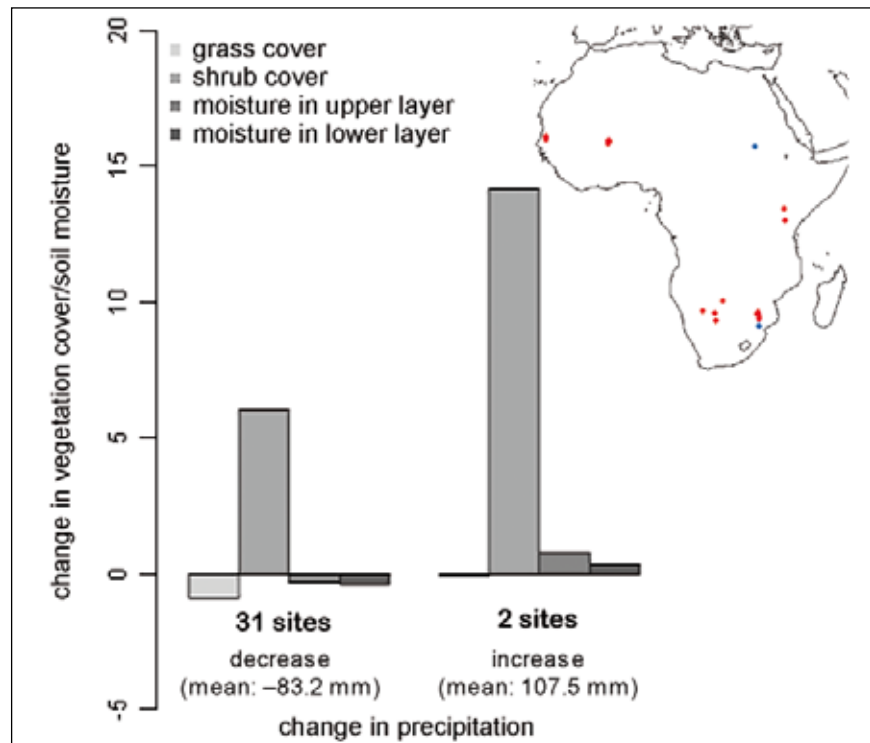 20
15
10
5
0
-5
change in vegetation cover/soil moisture
grass cover
shrub cover
moisture in upper layer
moisture in lower layer
31 sites
decrease
(mean: –83.2 mm)
2 sites
increase
(mean: 107.5 mm)
change in precipitation